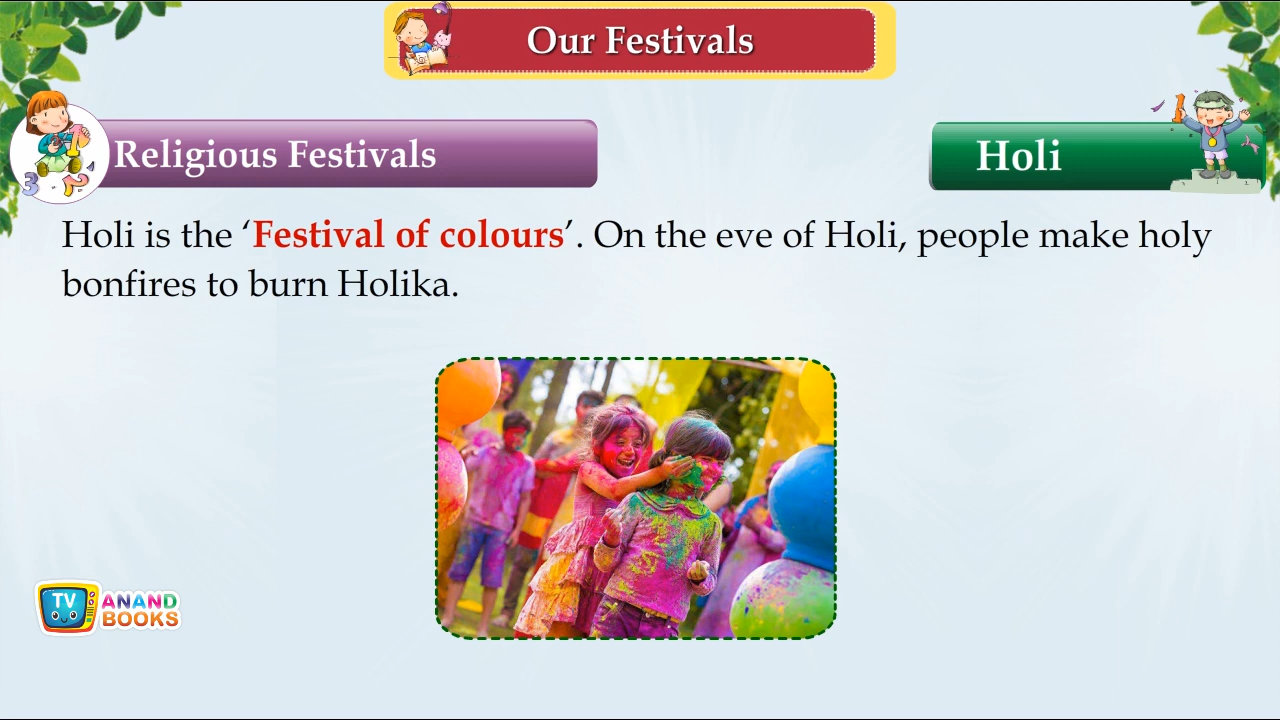 Our Festivals
Religious Festivals
Holi
Holi is the ‘Festival of colours’. On the eve of Holi, people make holy
bonfires to burn Holika.
TV
ANAND
BOOKS